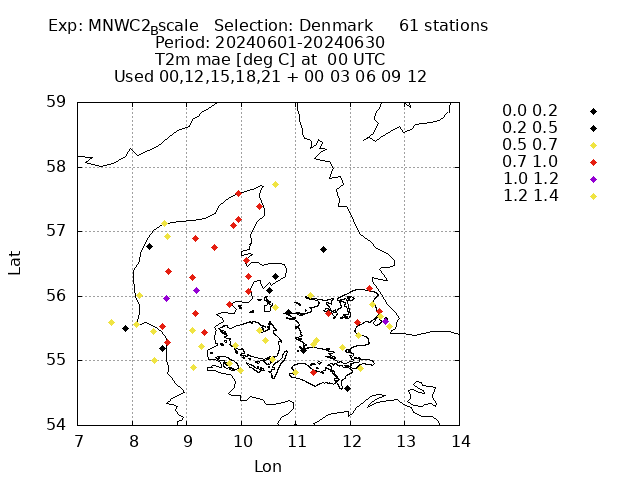 Exp: MNWC2Bscale Selection: Denmark 61 stations
Period: 20240601-20240630
T2m mae [deg C] at 00 UTC
Used 00,12,15,18,21 + 00 03 06 09 12
59
58
57
56
55
54
Lat
7 8 9 10 11 12 13 14
Lon
0.0 0.2
0.2 0.5
0.5 0.7
0.7 1.0
1.0 1.2
1.2 1.4